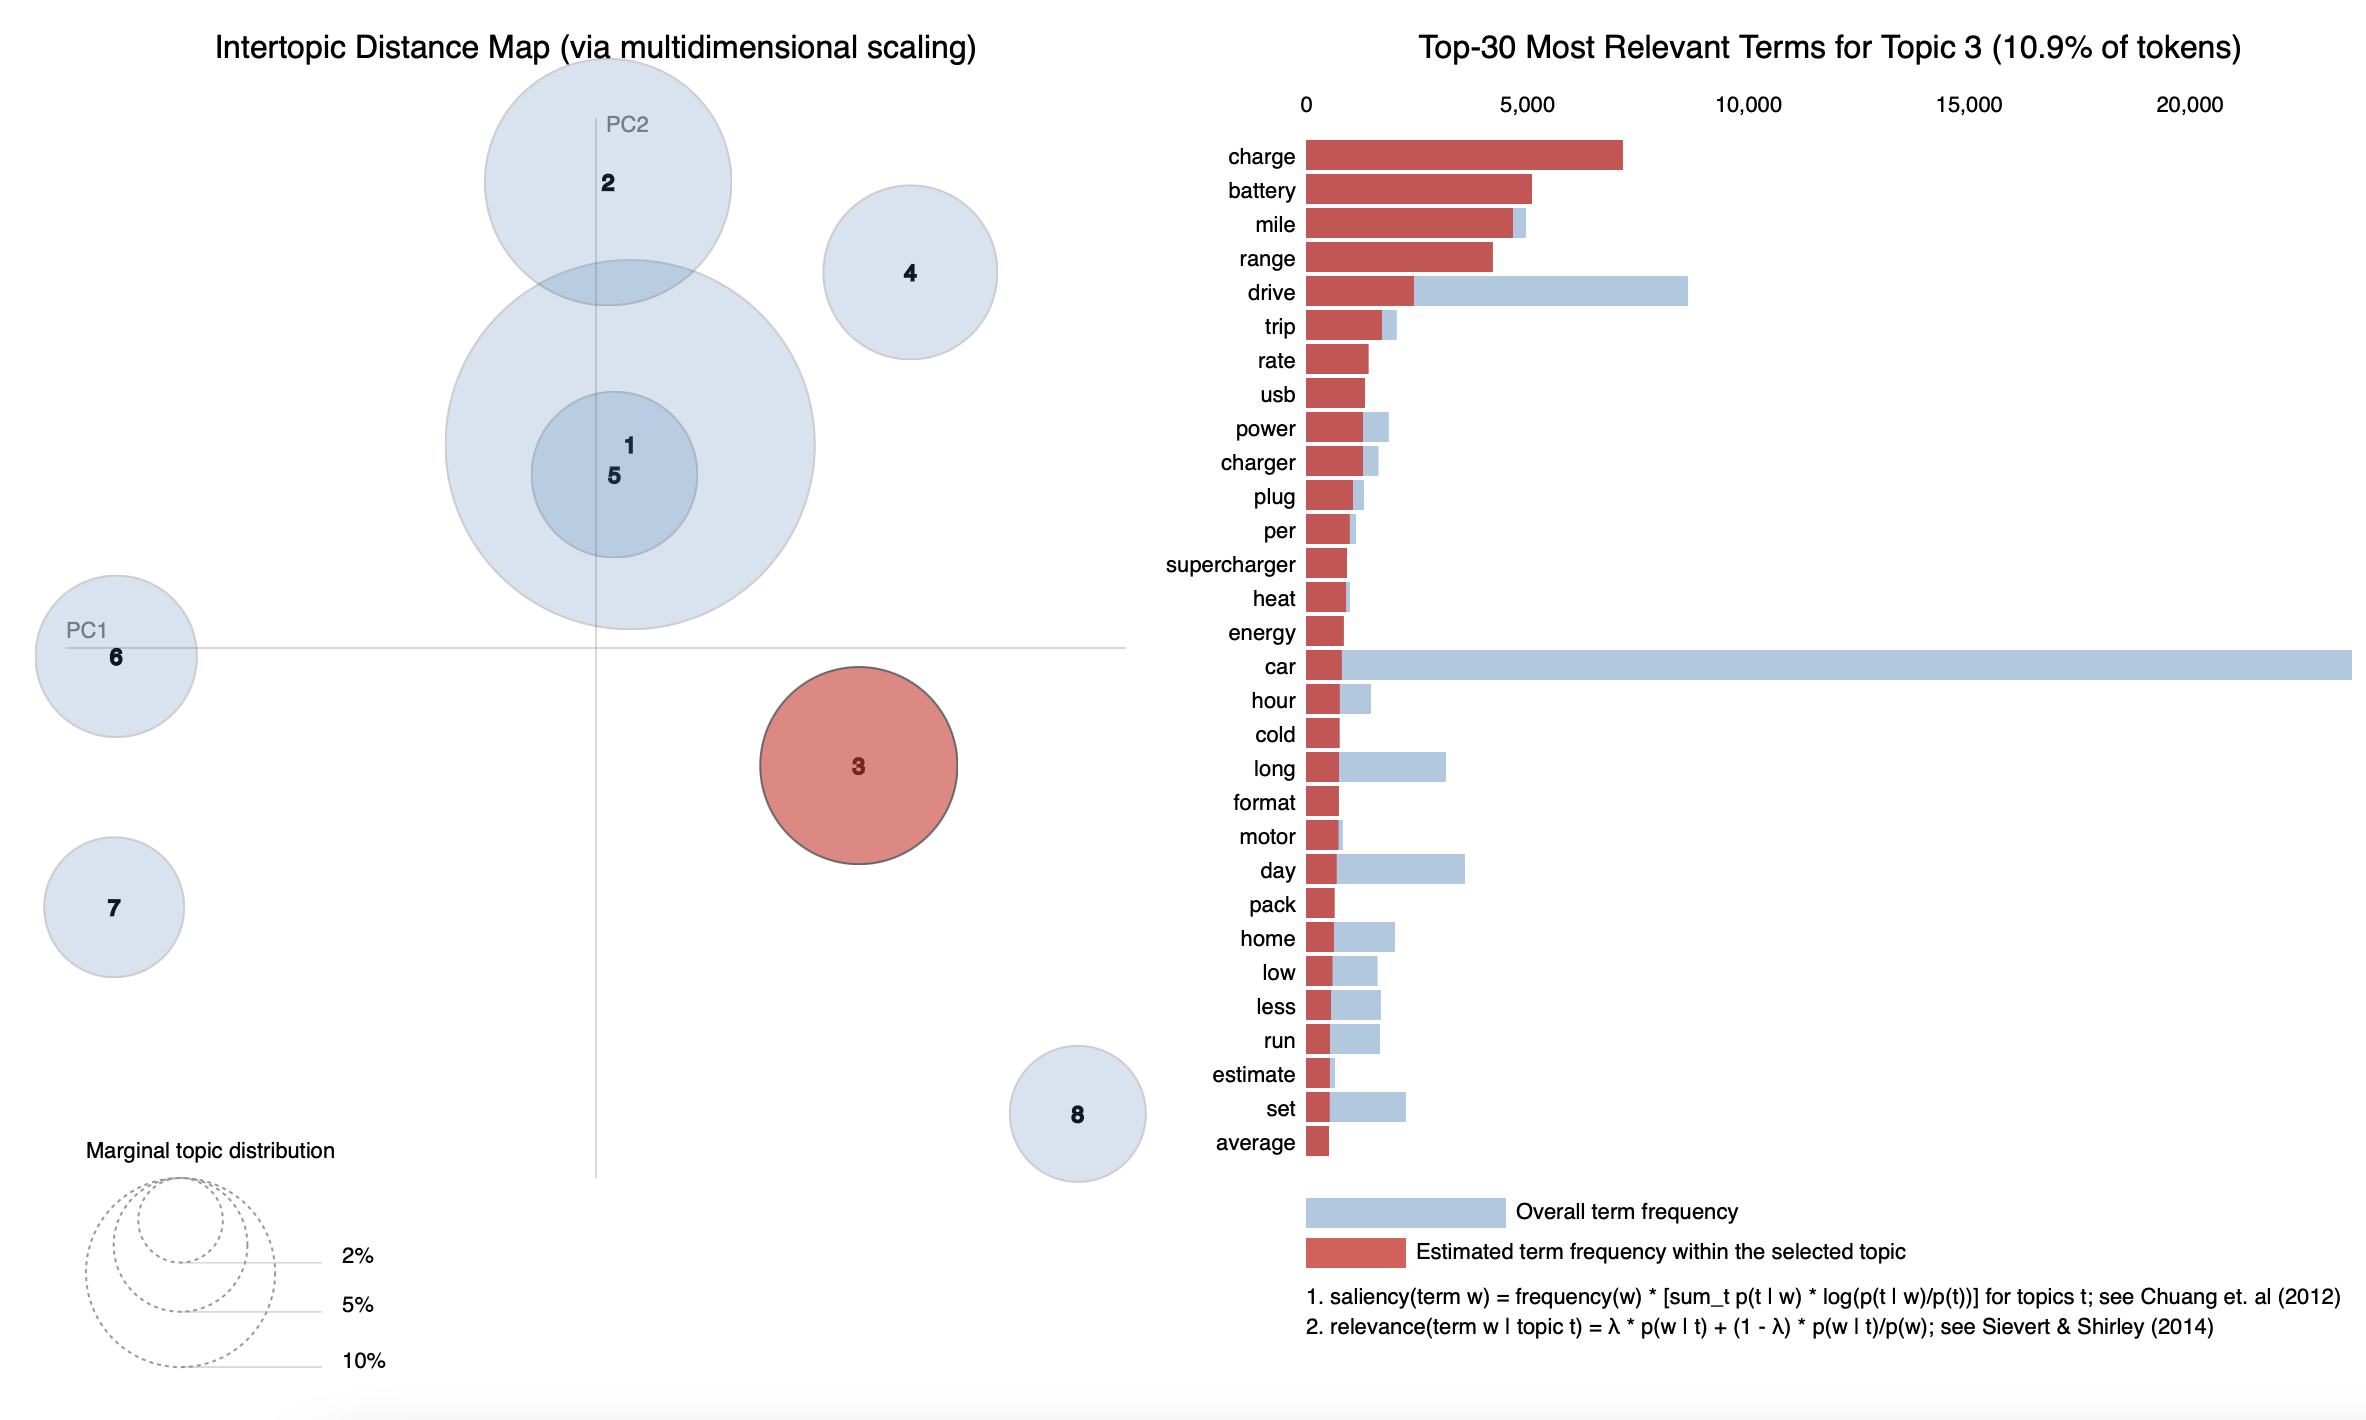 Intertopic Distance Map (via multidimensional scaling)
PC2
2
4
1
5
PC1
6
3
7
8
Marginal topic distribution
2%
5%
10%
Top-30 Most Relevant Terms for Topic 3 (10.9% of tokens)
0 5,000 10,000 15,000 20,000
charge
battery
mile
range
drive
trip
rate
usb
power
charger
plug
per
supercharger
heat
energy
car
hour
cold
long
format
motor
day
pack
home
low
less
run
estimate
set
average
Overall term frequency
Estimated term frequency within the selected topic
1. saliency(term w) = frequency(w) * [sum_t p(t | w) * log(p(t | w)/p(t))] for topics t; see Chuang et. al (2012)
2. relevance(term w | topic t) = λ * p(w | t) + (1 - λ) * p(w | t)/p(w); see Sievert & Shirley (2014)